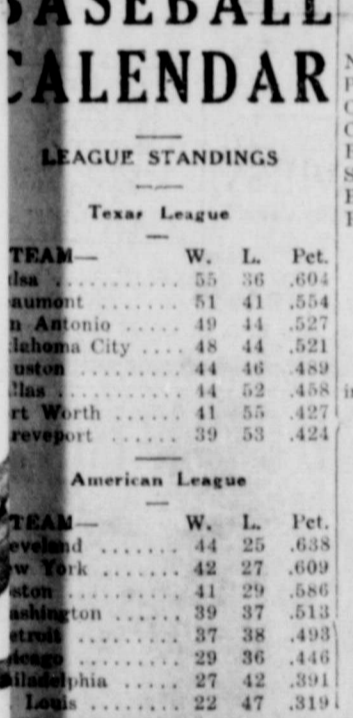 BASEBALL
CALENDAR
LEAGUE STANDINGS
Texas League
TEAM— W. L. Pct.
lsa ........ 55 36 .604
aumont ....... 51 41 .554
n Antonio ..... 49 44 .527
lahoma City .... 48 44 .521
uston ........ 44 46 .489
llas ........ 44 52 .458
rt Worth ...... 41 55 .427
reveport ...... 39 53 .424
American League
TEAM— W. L. Pct.
eveland ....... 44 25 .638
w York ....... 42 27 .609
ston ........ 41 29 .586
ashington ...... 39 37 .513
etroit ........ 37 38 .493
icago ........ 29 36 .446
iladelphia ..... 27 42 .391
Louis ....... 22 47 .319